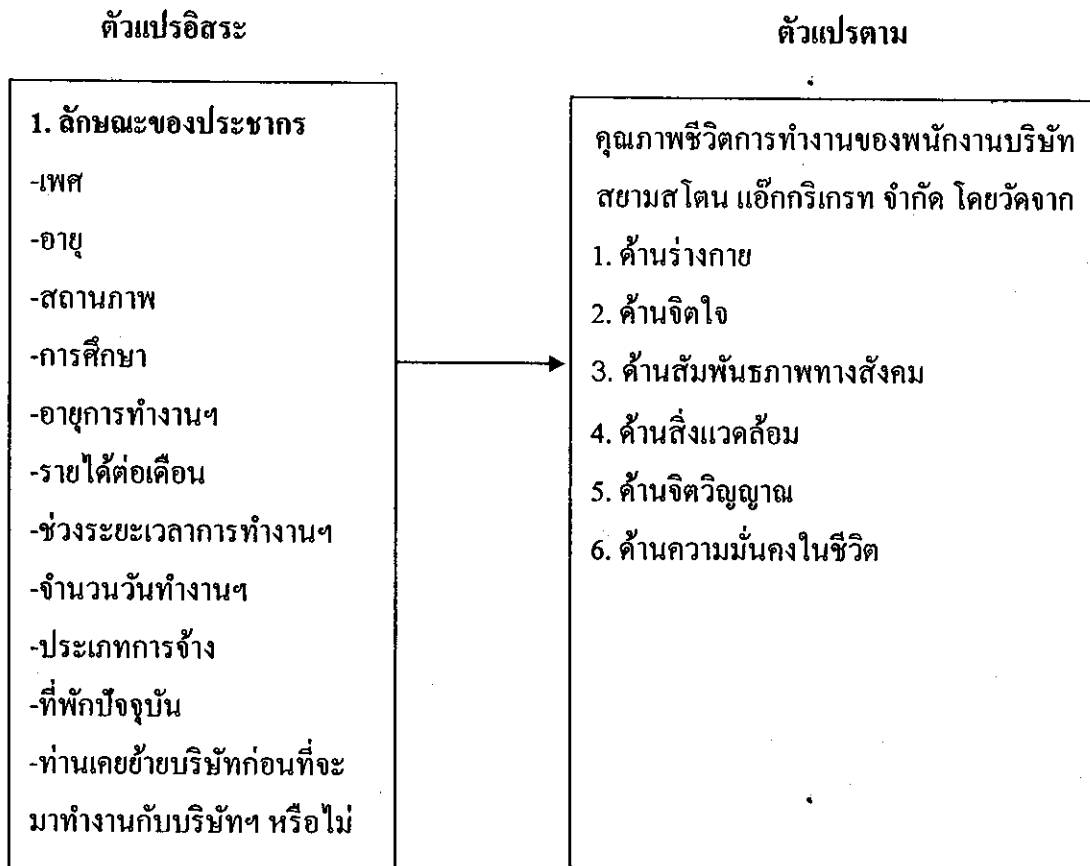 ตัวแปรอิสระ
ตัวแปรตาม
1. ลักษณะของประชากร
-เพศ
-อายุ
-สถานภาพ
-การศึกษา
-อายุการทำงานฯ
-รายได้ต่อเดือน
-ช่วงระยะเวลาการทำงานฯ
-จำนวนวันทำงานฯ
-ประเภทการจ้าง
-ที่พักปัจจุบัน
-ท่านเคยย้ายบริษัทก่อนที่จะ
มาทำงานกับบริษัทฯ หรือไม่
คุณภาพชีวิตการทำงานของพนักงานบริษัท
สยามสโตน แอ๊กกริเกรท จำกัด โดยวัดจาก
1. ด้านร่างกาย
2. ด้านจิตใจ
3. ด้านสัมพันธภาพทางสังคม
4. ด้านสิ่งแวดล้อม
5. ด้านจิตวิญญาณ
6. ด้านความมั่นคงในชีวิต